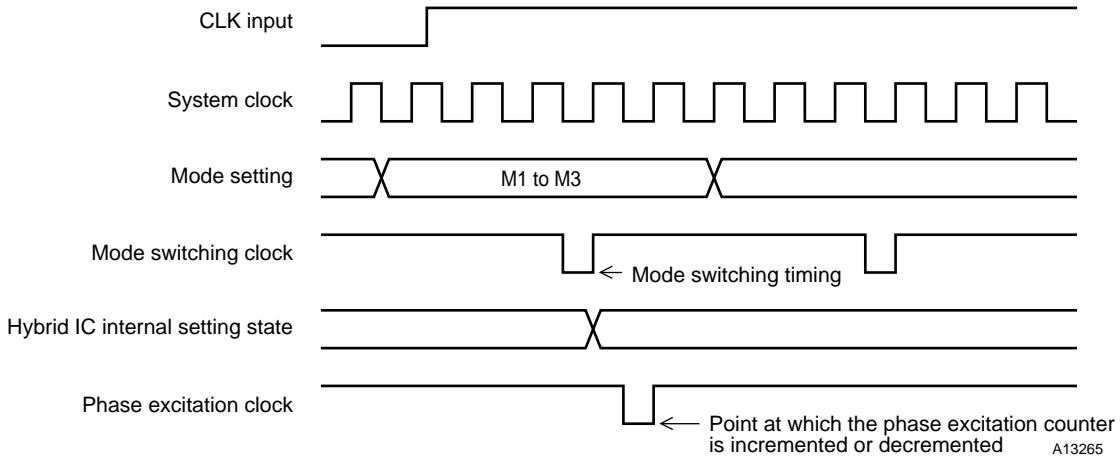 CLK input
System clock
Mode setting
M1 to M3
Mode switching clock
Mode switching timing
Hybrid IC internal setting state
Phase excitation clock
Point at which the phase excitation counter
is incremented or decremented
A13265